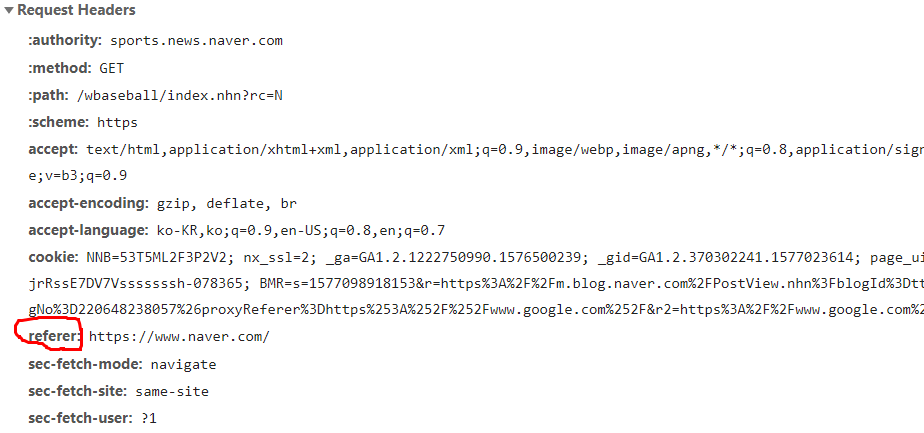 Request Headers
:authority: sports.news.naver.com
:method: GET
:path: /wbaseball/index.nhn?rc=N
:scheme: https
accept: text/html,application/xhtml+xml,application/xml;q=0.9,image/webp,image/apng,*/*;q=0.8,application/sign
e;v=b3;q=0.9
accept-encoding: gzip, deflate, br
accept-language: ko-KR,ko;q=0.9,en-US;q=0.8,en;q=0.7
cookie: NNB=53T5ML2F3P2V2; nx_ssl=2; _ga=GA1.2.1222750990.1576500239; _gid=GA1.2.370302241.1577023614; page_ui
jrRssE7DV7Vssssssssh-078365; BMR=s=1577098918153&r=https%3A%2F%2Fm.blog.naver.com%2FPostView.nhn%3FblogId%3Dtt
gNo%3D220648238057%26proxyReferer%3Dhttps%253A%252F%252Fwww.google.com%252F&r2=https%3A%2F%2Fwww.google.com%2
referer: https://www.naver.com/
sec-fetch-mode: navigate
sec-fetch-site: same-site
sec-fetch-user: ?1